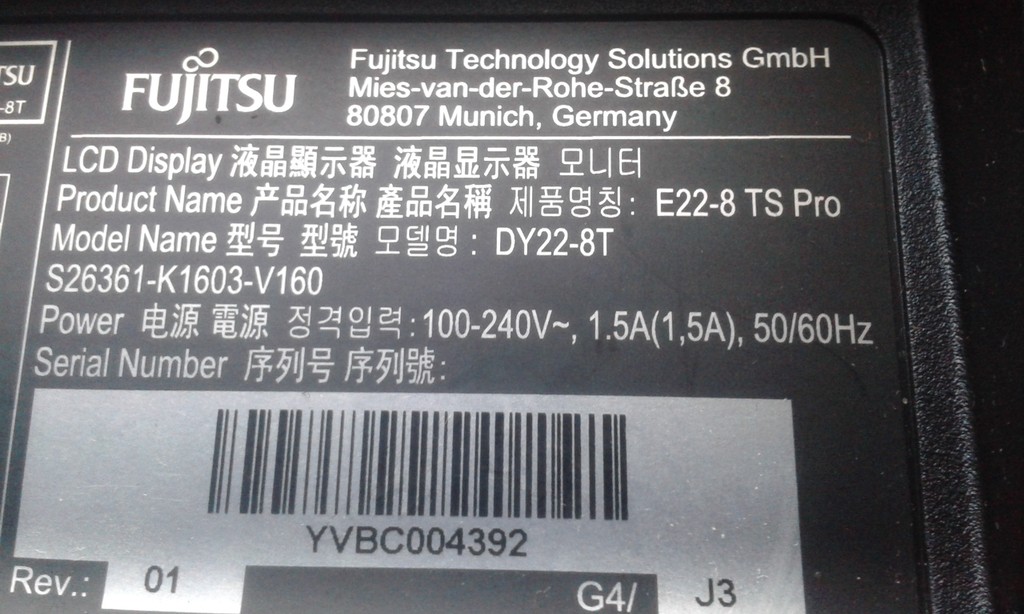 TSU
-8T
B)
FUJITSU
Fujitsu Technology Solutions GmbH
Mies-van-der-Rohe-Straße 8
80807 Munich, Germany
LCD Display 液晶顯示器 液晶显示器 모니터
Product Name 产品名称 產品名稱 제품명칭: E22-8 TS Pro
Model Name 型号 型號 모델명 : DY22-8T
S26361-K1603-V160
Power 电源 電源 정격입력:100-240V~, 1.5A(1,5A), 50/60Hz
Serial Number 序列号 序列號:
YVBC004392
Rev.: 01 G4/ J3